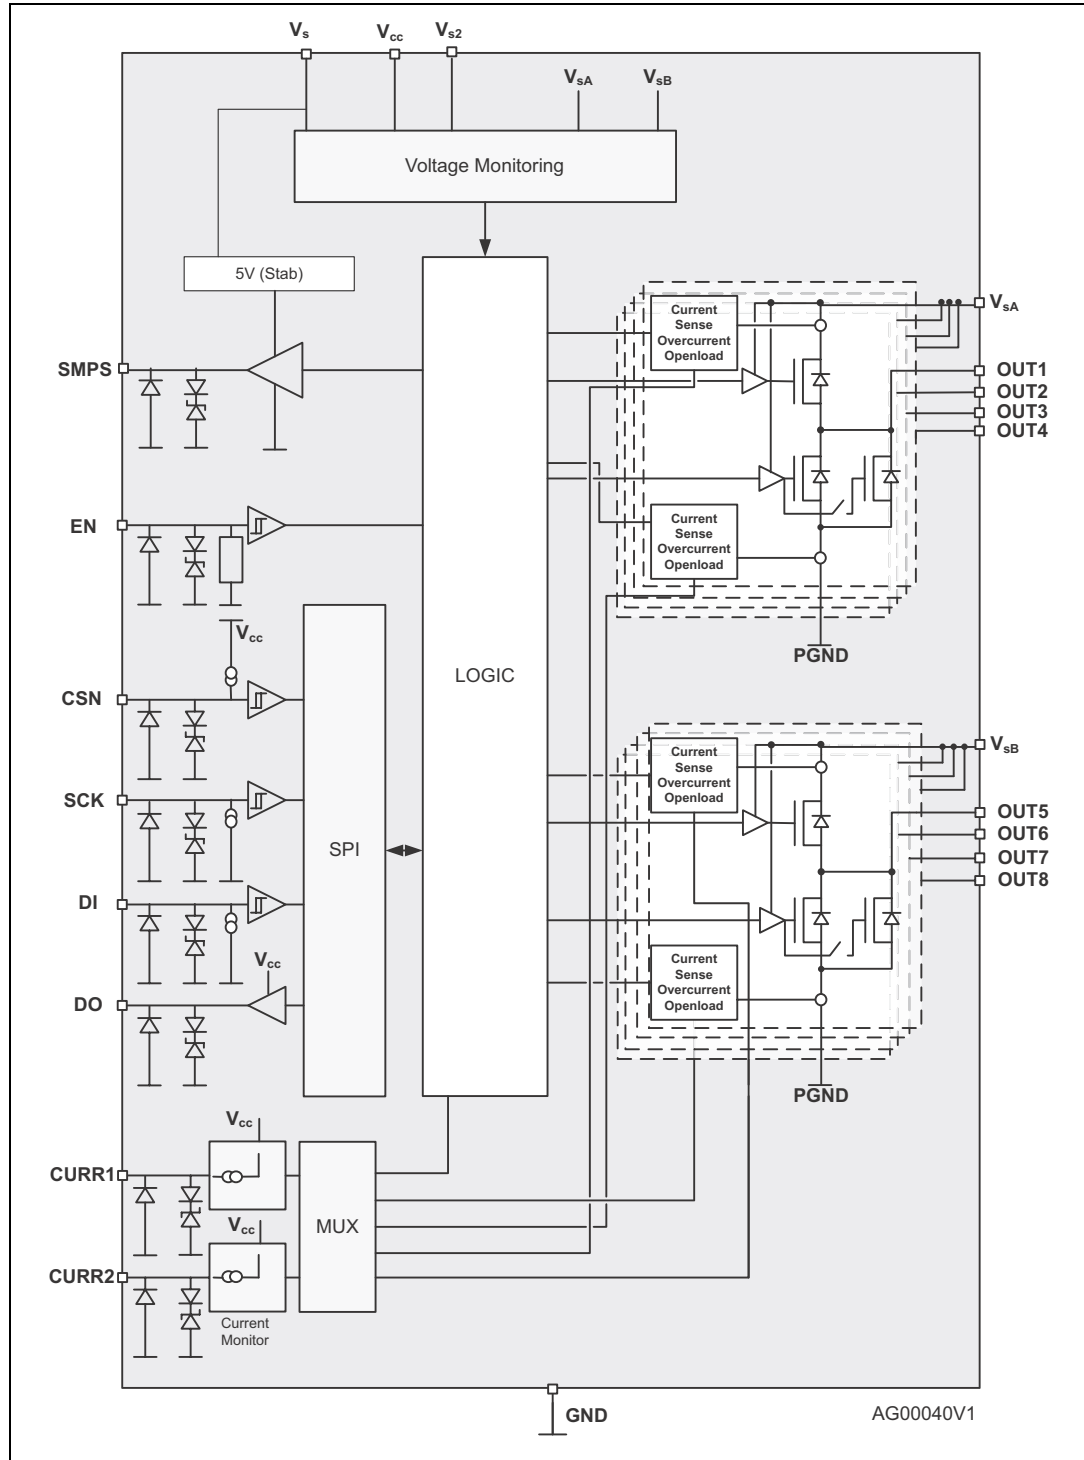 Vs
Vcc
Vs2
VsA
VsB
Voltage Monitoring
5V (Stab)
SMPS
EN
Vcc
CSN
SCK
DI
Vcc
DO
SPI
LOGIC
Current
Sense
Overcurrent
Openload
Current
Sense
Overcurrent
Openload
VsA
OUT1
OUT2
OUT3
OUT4
PGND
Current
Sense
Overcurrent
Openload
Current
Sense
Overcurrent
Openload
VsB
OUT5
OUT6
OUT7
OUT8
PGND
Vcc
CURR1
Vcc
CURR2
MUX
Current
Monitor
GND
AG00040V1